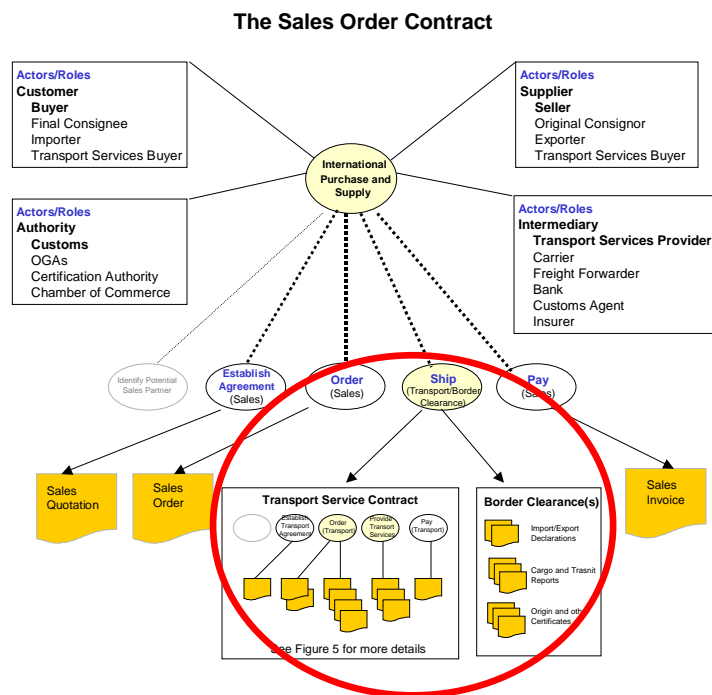 The Sales Order Contract
Actors/Roles
Customer
Buyer
Final Consignee
Importer
Transport Services Buyer
Actors/Roles
Supplier
Seller
Original Consignor
Exporter
Transport Services Buyer
International
Purchase and
Supply
Actors/Roles
Authority
Customs
OGAs
Certification Authority
Chamber of Commerce
Actors/Roles
Intermediary
Transport Services Provider
Carrier
Freight Forwarder
Bank
Customs Agent
Insurer
Identify Potential
Sales Partner
Establish
Agreement
(Sales)
Order
(Sales)
Ship
(Transport/Border
Clearance)
Pay
(Sales)
Sales
Quotation
Sales
Order
Sales
Invoice
Transport Service Contract
Establish
Transport
Agreement
Order
(Transport)
Provide
Transort
Services
Pay
(Transport)
See Figure 5 for more details
Border Clearance(s)
Import/Export
Declarations
Cargo and Trasnit
Reports
Origin and other
Certificates